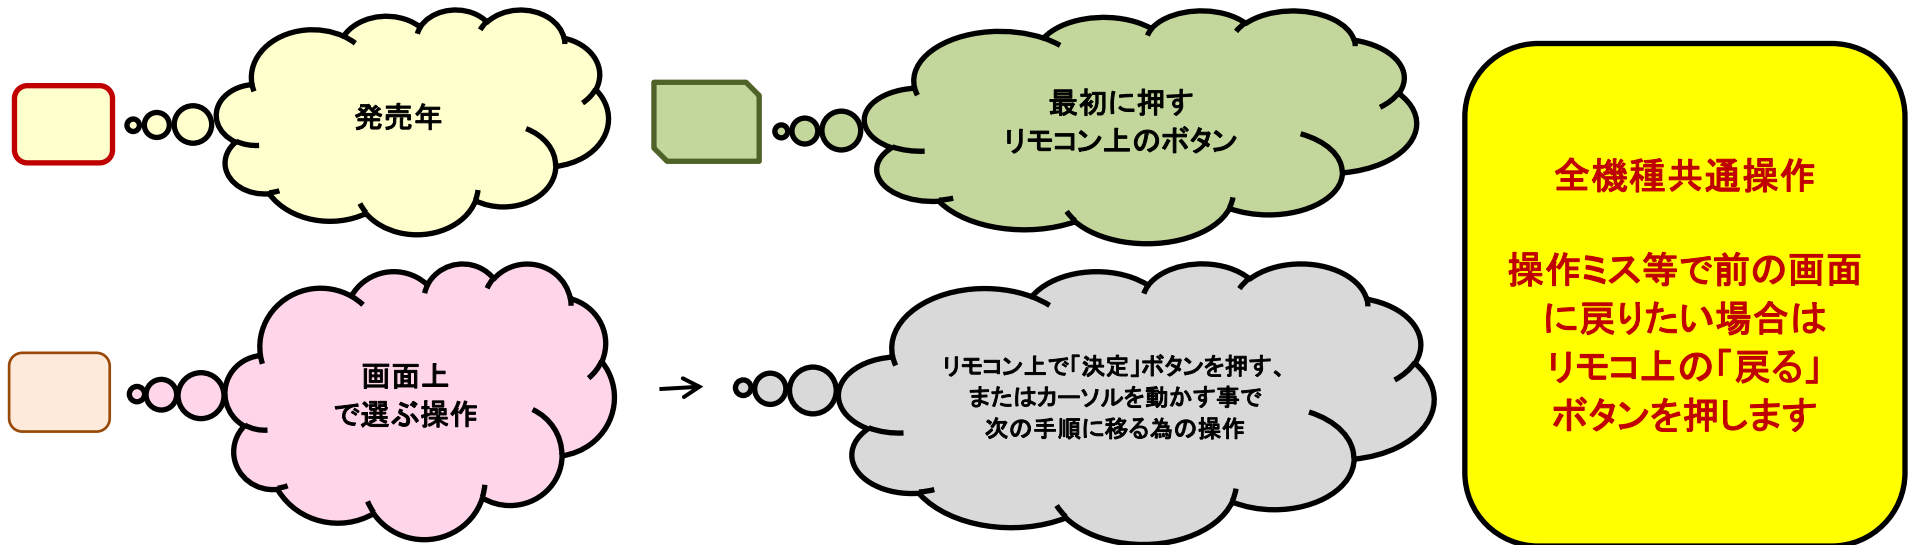 発売年
最初に押す
リモコン上のボタン
画面上
で選ぶ操作
リモコン上で「決定」ボタンを押す、
またはカーソルを動かす事で
次の手順に移る為の操作
全機種共通操作
操作ミス等で前の画面
に戻りたい場合は
リモコ上の「戻る」
ボタンを押します